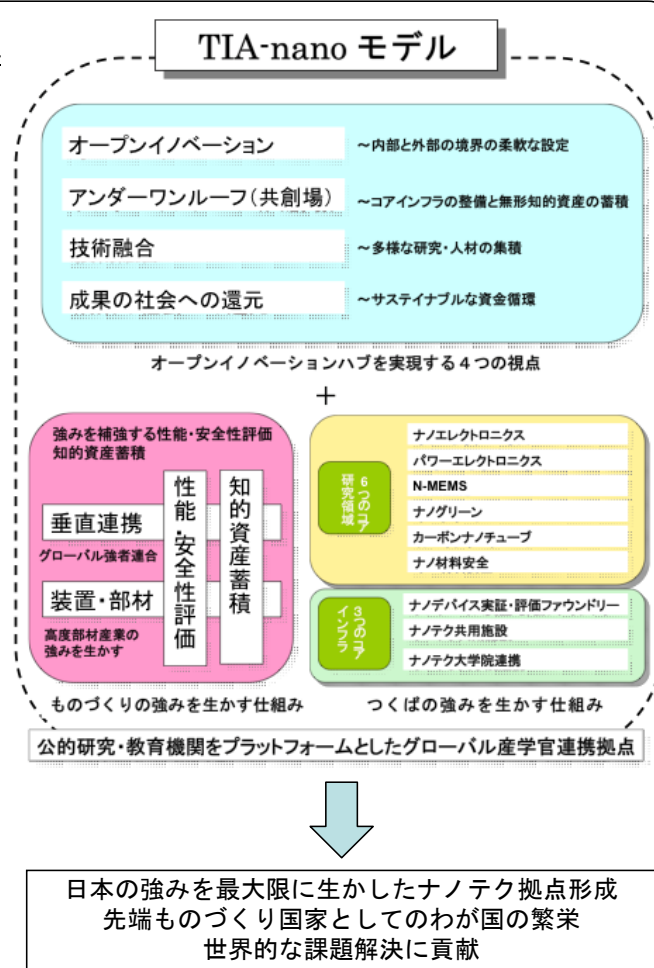 TIA-nano モデル
オープンイノベーション
～内部と外部の境界の柔軟な設定
アンダーワンルーフ（共創場）
～コアインフラの整備と無形知的資産の蓄積
技術融合
～多様な研究・人材の集積
成果の社会への還元
～サステイナブルな資金循環
オープンイノベーションハブを実現する４つの視点
＋
強みを補強する性能・安全性評価
知的資産蓄積
垂直連携
グローバル強者連合
装置・部材
高度部材産業の
強みを生かす
性能・安全性評価
知的資産蓄積
ものづくりの強みを生かす仕組み
6つのコア
研究領域
ナノエレクトロニクス
パワーエレクトロニクス
N-MEMS
ナノグリーン
カーボンナノチューブ
ナノ材料安全
3つのコア
インフラ
ナノデバイス実証・評価ファウンドリー
ナノテク共用施設
ナノテク大学院連携
つくばの強みを生かす仕組み
公的研究・教育機関をプラットフォームとしたグローバル産学官連携拠点
日本の強みを最大限に生かしたナノテク拠点形成
先端ものづくり国家としてのわが国の繁栄
世界的な課題解決に貢献